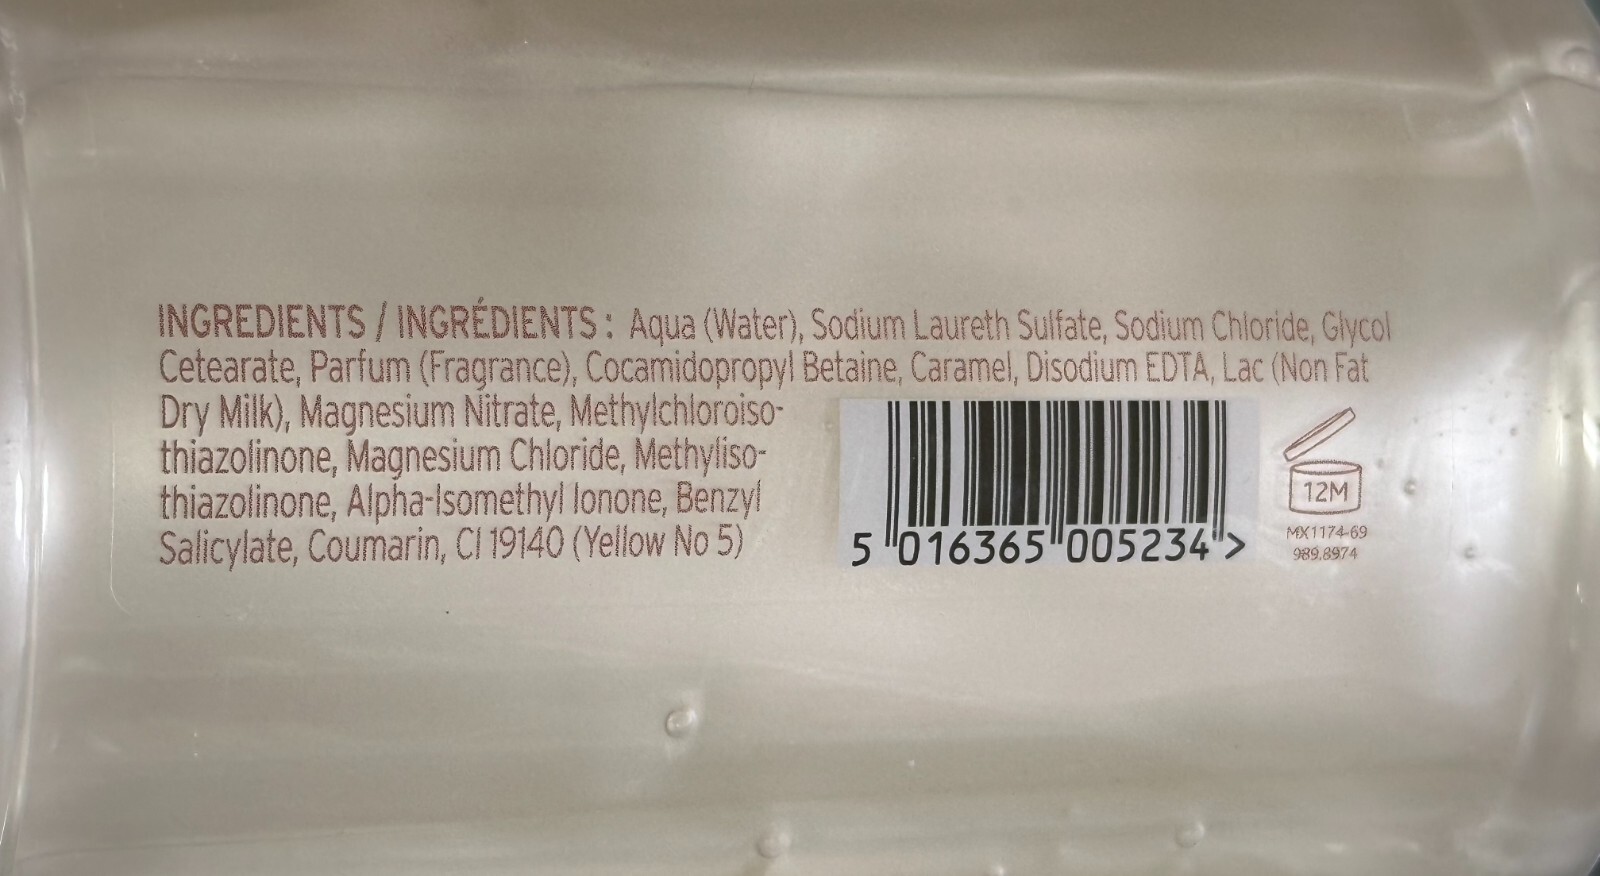 INGREDIENTS / INGRÉDIENTS : Aqua (Water), Sodium Laureth Sulfate, Sodium Chloride, Glycol
Cetearate, Parfum (Fragrance), Cocamidopropyl Betaine, Caramel, Disodium EDTA, Lac (Non Fat
Dry Milk), Magnesium Nitrate, Methylchloroiso-
thiazolinone, Magnesium Chloride, Methyliso-
thiazolinone, Alpha-Isomethyl Ionone, Benzyl
Salicylate, Coumarin, CI 19140 (Yellow No 5)
5 016365 005234 >
12M
MX1174-69
989.8974